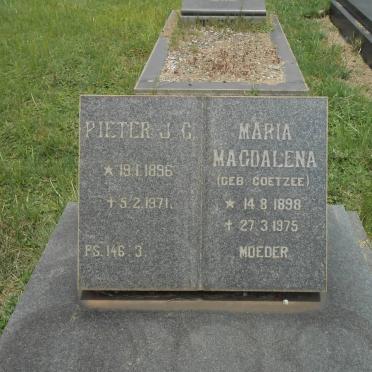 PIETER J. G.
* 19.1.1896
+ 5.2.1971.
PS. 146:3.
MARIA
MAGDALENA
(GEB COETZEE)
* 14·8·1898
+ 27·3·1975
MOEDER